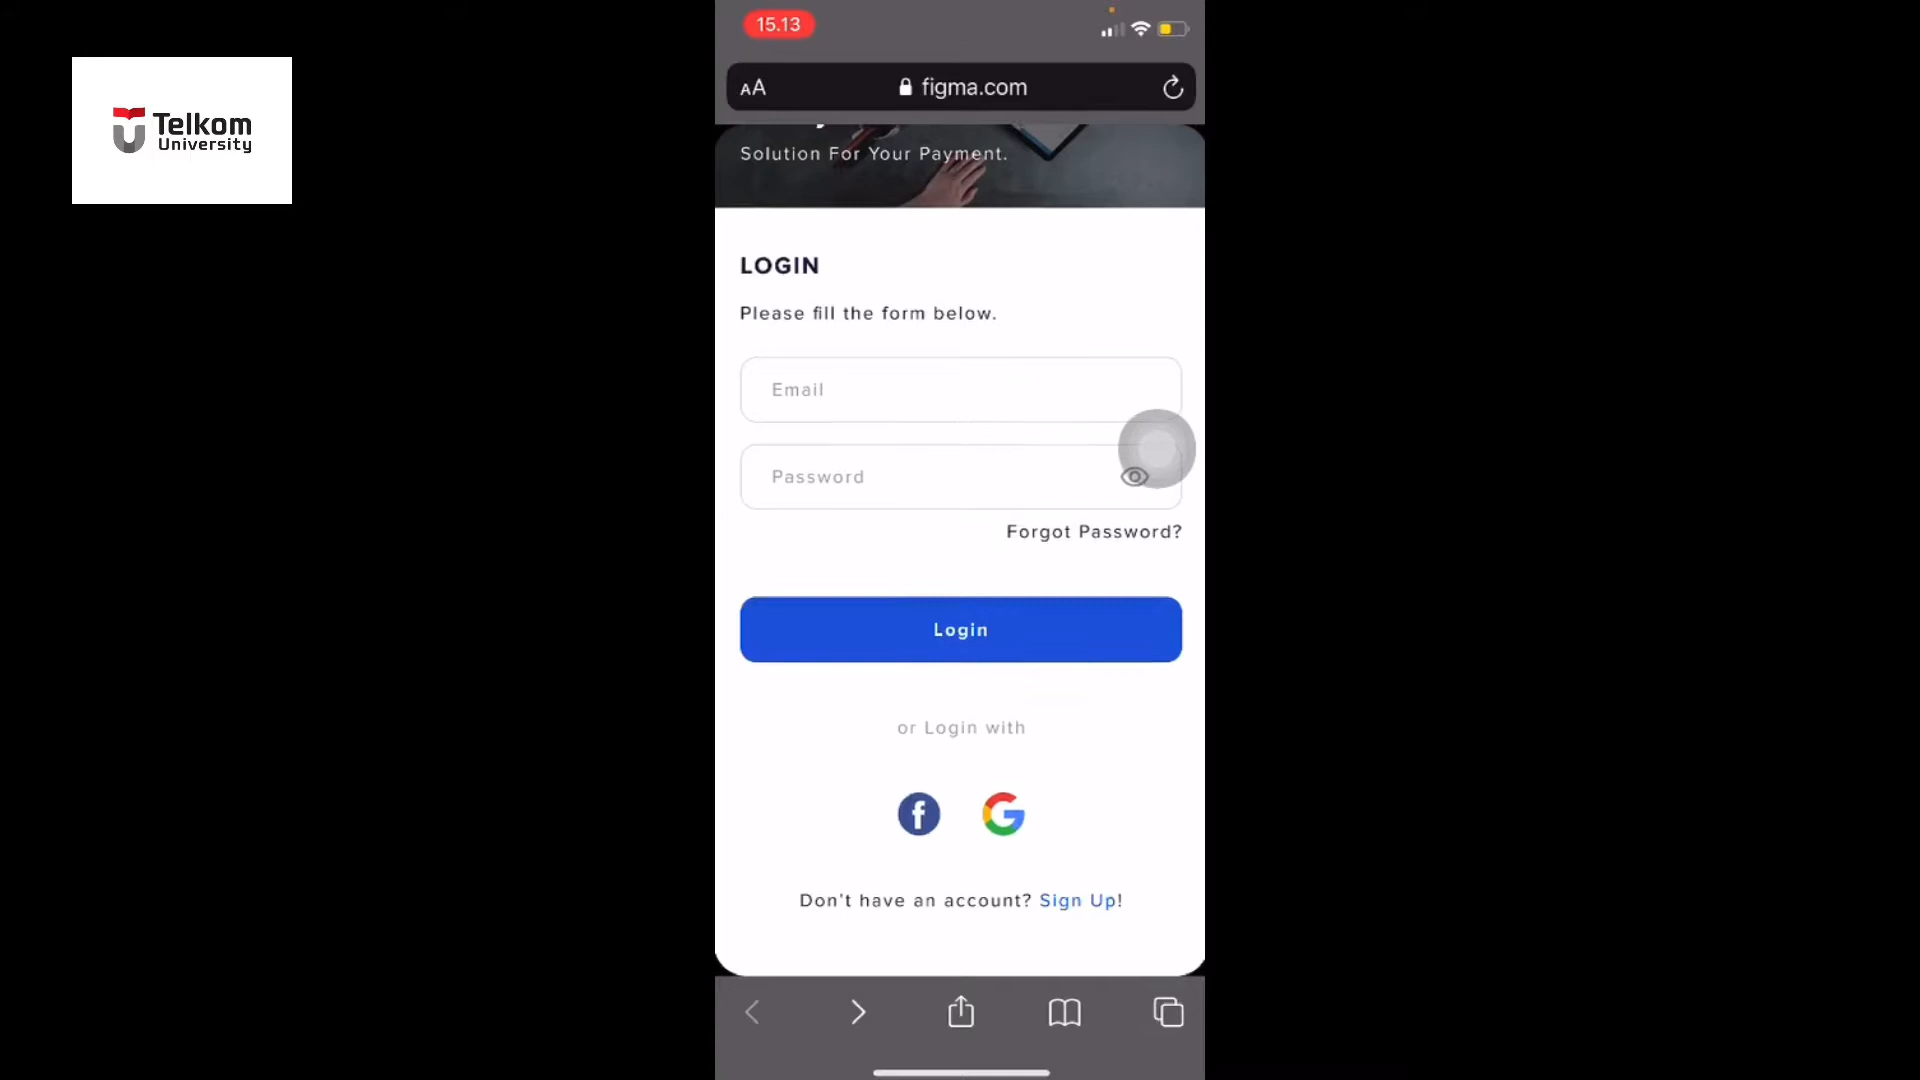 15.13
AA
figma.com
Telkom
University
Solution For Your Payment.
LOGIN
Please fill the form below.
Email
Password
Forgot Password?
Login
or Login with
Don't have an account? Sign Up!